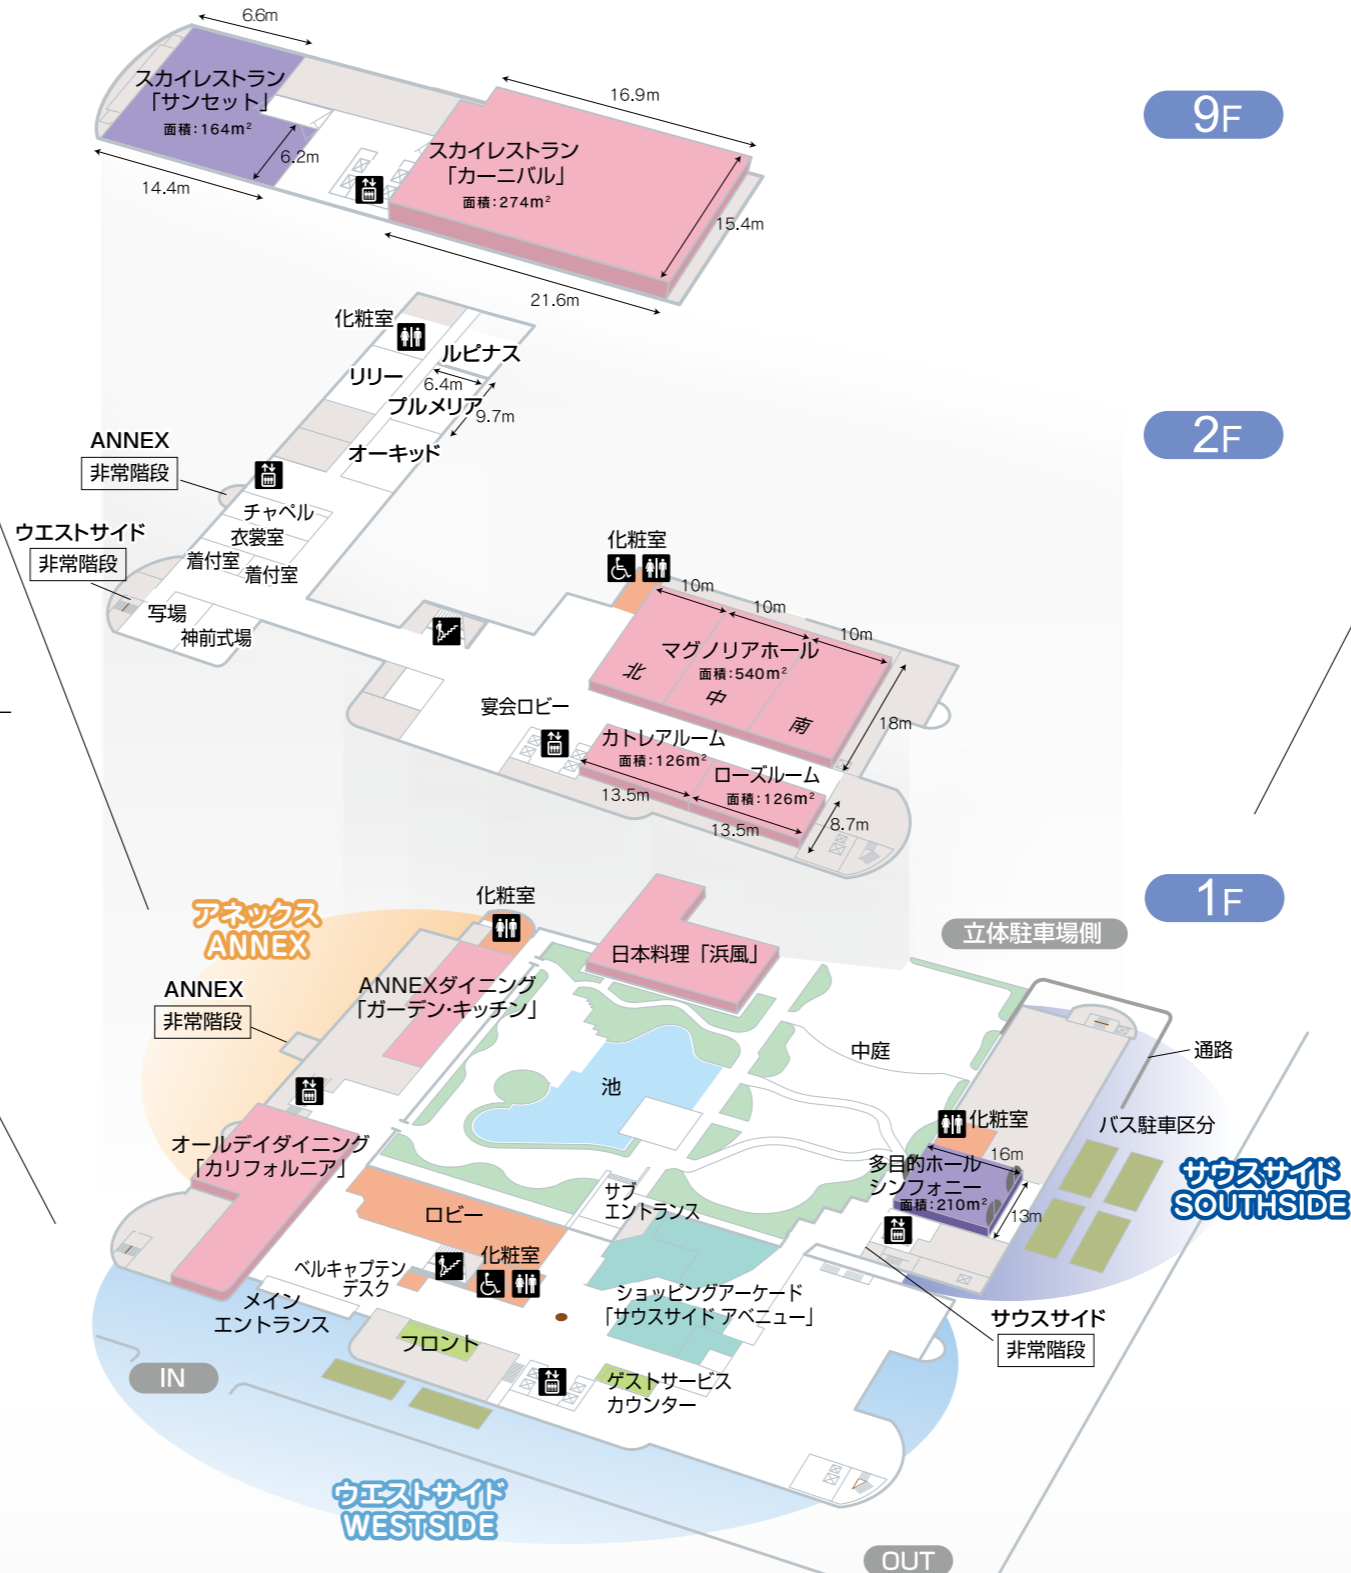 6.6m
9F
スカイレストラン
「サンセット」
面積：164m²
16.9m
6.2m
14.4m
スカイレストラン
「カーニバル」
面積：274m²
15.4m
21.6m
2F
化粧室
ルピナス
リリー
6.4m
プルメリア
9.7m
オーキッド
ANNEX
非常階段
チャペル
衣裳室
ウエストサイド
非常階段
着付室
着付室
写場
神前式場
化粧室
10m
10m
10m
マグノリアホール
面積：540m²
北
中
南
18m
宴会ロビー
カトレアルーム
面積：126m²
ローズルーム
面積：126m²
13.5m
13.5m
8.7m
1F
アネックス
ANNEX
化粧室
立体駐車場側
日本料理「浜風」
ANNEX
非常階段
ANNEXダイニング
「ガーデン・キッチン」
中庭
通路
池
化粧室
バス駐車区分
オールデイダイニング
「カリフォルニア」
16m
多目的ホール
シンフォニー
面積：210m²
13m
サウスサイド
SOUTHSIDE
ロビー
サブ
エントランス
化粧室
ベルキャプテン
デスク
メイン
エントランス
ショッピングアーケード
「サウスサイド アベニュー」
サウスサイド
非常階段
フロント
IN
ゲストサービス
カウンター
ウエストサイド
WESTSIDE
OUT